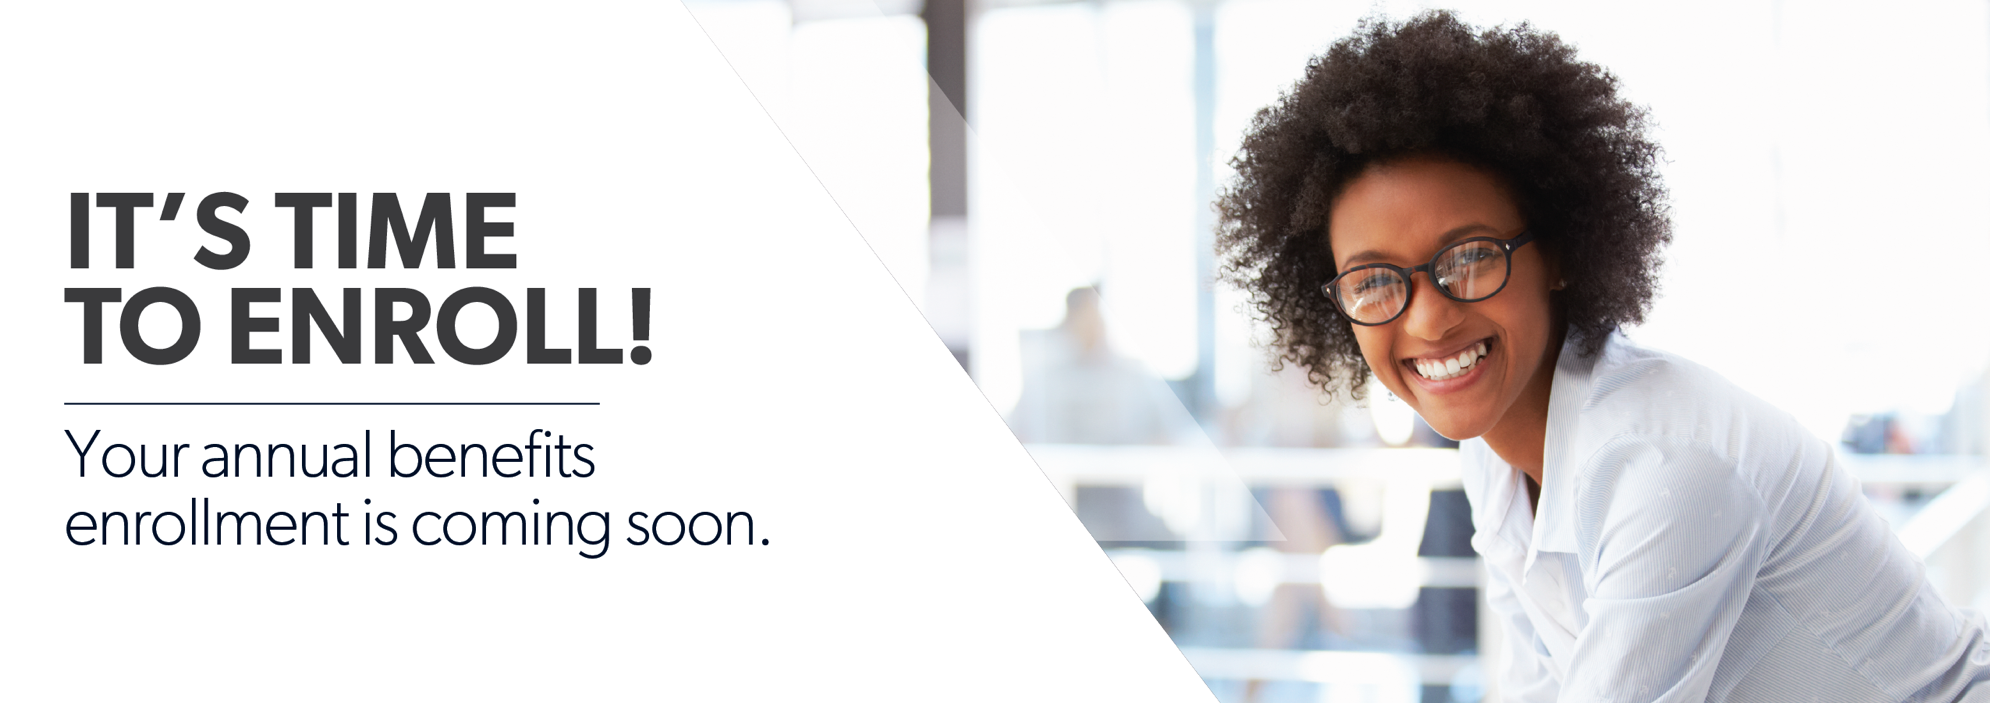 IT’S TIME
TO ENROLL!
Your annual benefits
enrollment is coming soon.